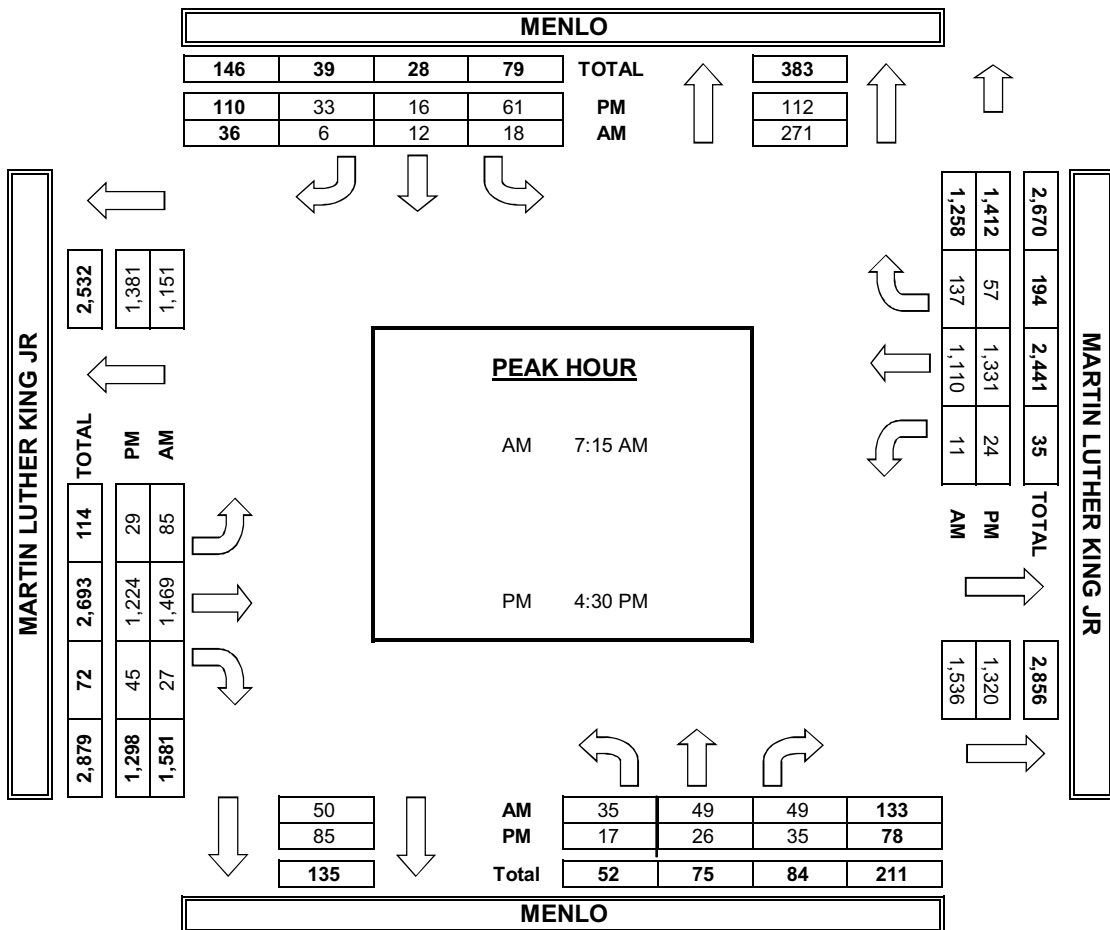 MENLO
146 39 28 79 TOTAL 383
110 33 16 61 PM 112
36 6 12 18 AM 271
MARTIN LUTHER KING JR
2,532
1,381
1,151
TOTAL
PM
AM
114 2,693 72 2,879
29 1,224 45 1,298
85 1,469 27 1,581
PEAK HOUR
AM 7:15 AM
PM 4:30 PM
2,670 194 2,441 35 TOTAL
1,412 57 1,331 24 PM
1,258 137 1,110 11 AM
2,856
1,320
1,536
MARTIN LUTHER KING JR
50 AM 35 49 49 133
85 PM 17 26 35 78
135 Total 52 75 84 211
MENLO